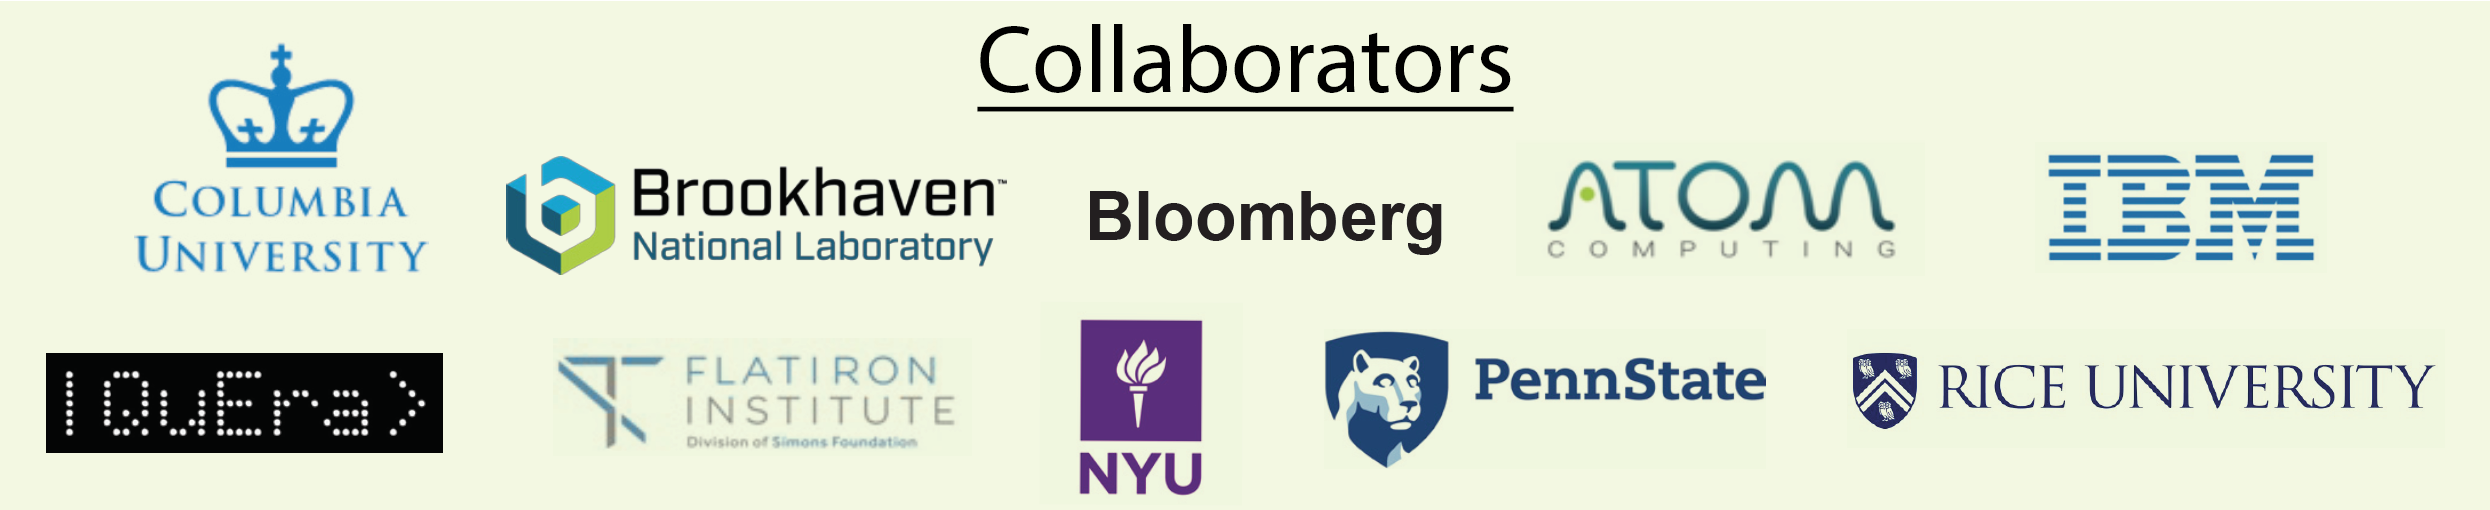 Collaborators
COLUMBIA
UNIVERSITY
Brookhaven™
National Laboratory
Bloomberg
ATOM
COMPUTING
IBM
|QuEra>
FLATIRON
INSTITUTE
Division of Simons Foundation
NYU
PennState
RICE UNIVERSITY